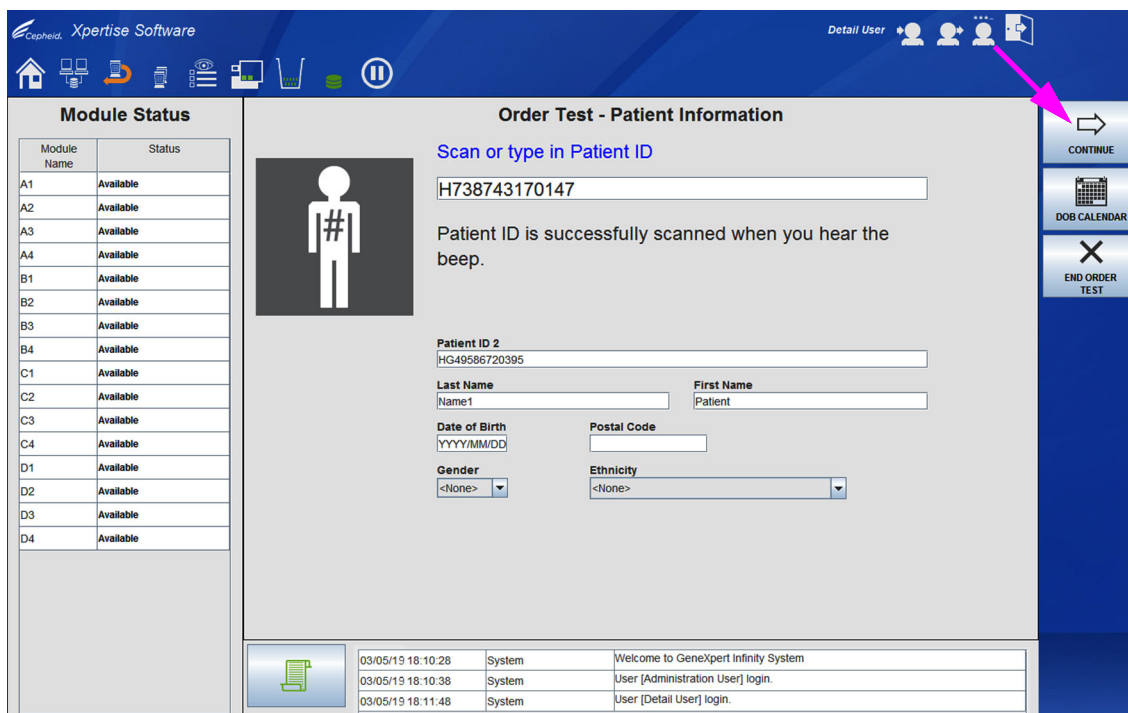 Cepheid. Xpertise Software
Detail User
Module Status
Module Name Status
A1 Available
A2 Available
A3 Available
A4 Available
B1 Available
B2 Available
B3 Available
B4 Available
C1 Available
C2 Available
C3 Available
C4 Available
D1 Available
D2 Available
D3 Available
D4 Available
Order Test - Patient Information
Scan or type in Patient ID
H738743170147
#
Patient ID is successfully scanned when you hear the
beep.
Patient ID 2
HG49586720395
Last Name First Name
Name1 Patient
Date of Birth Postal Code
YYYY/MM/DD
Gender Ethnicity
<None> <None>
03/05/19 18:10:28 System Welcome to GeneXpert Infinity System
03/05/19 18:10:38 System User [Administration User] login.
03/05/19 18:11:48 System User [Detail User] login.
CONTINUE
DOB CALENDAR
END ORDER
TEST